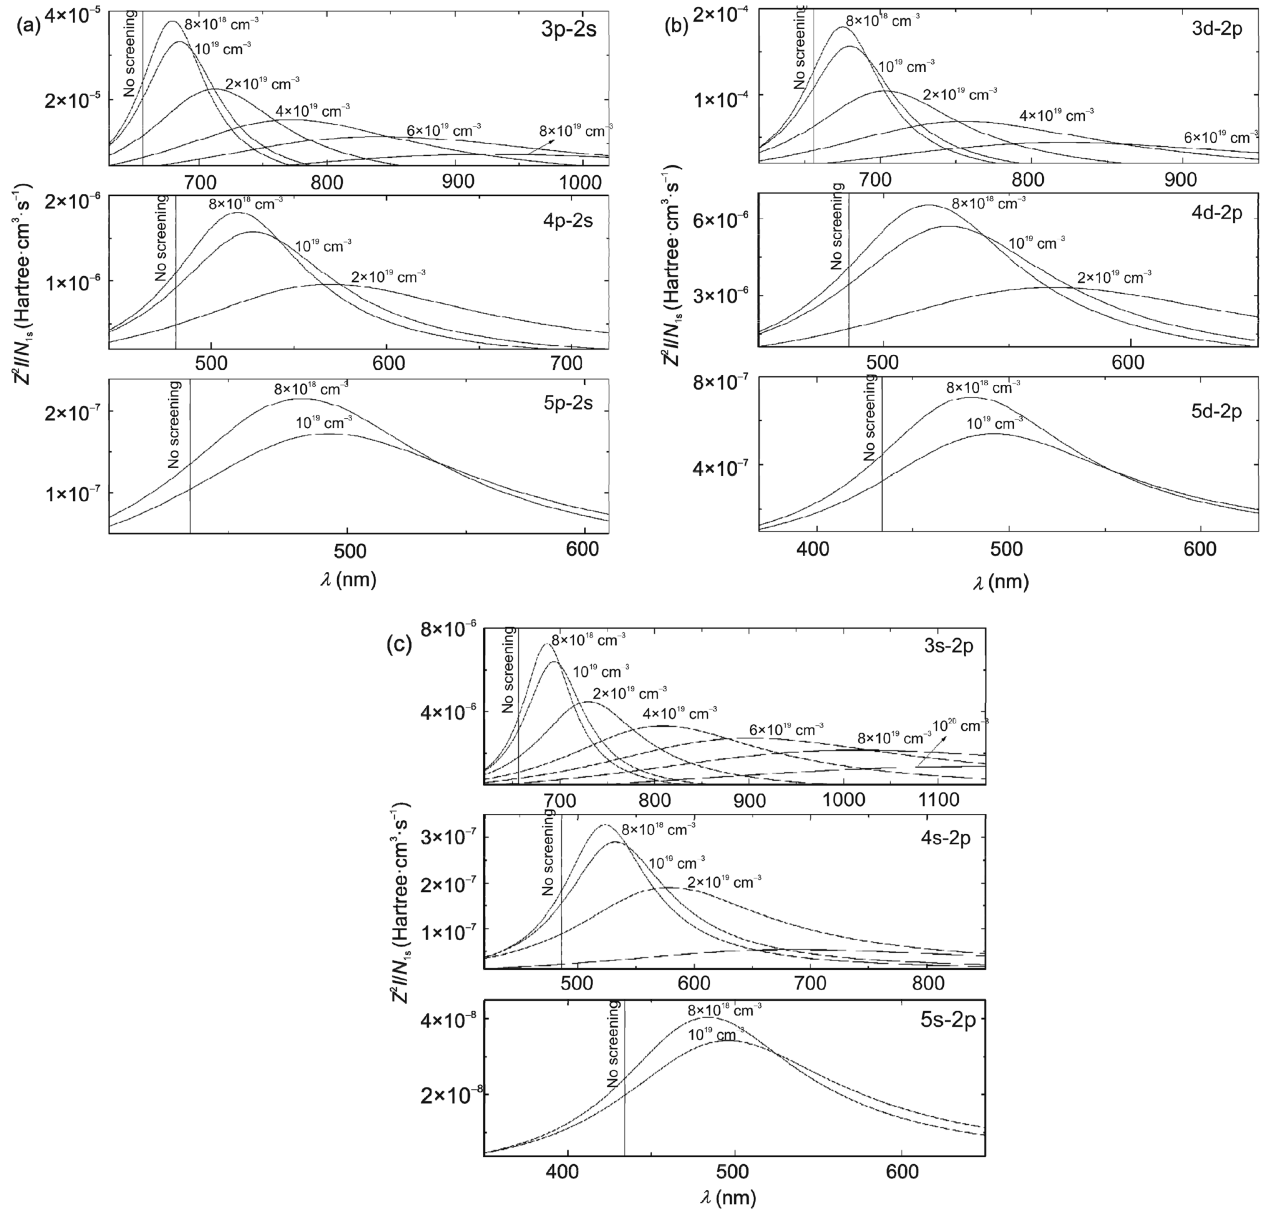 (a)
3p-2s
No screening
8×10¹⁸ cm⁻³
10¹⁹ cm⁻³
2×10¹⁹ cm⁻³
4×10¹⁹ cm⁻³
6×10¹⁹ cm⁻³
8×10¹⁹ cm⁻³
4×10⁻⁵
2×10⁻⁵
700 800 900 1000
4p-2s
No screening
8×10¹⁸ cm⁻³
10¹⁹ cm⁻³
2×10¹⁹ cm⁻³
2×10⁻⁶
1×10⁻⁶
500 600 700
Z²I/N₁ₛ (Hartree·cm³·s⁻¹)
5p-2s
No screening
8×10¹⁸ cm⁻³
10¹⁹ cm⁻³
2×10⁻⁷
1×10⁻⁷
500 600
λ (nm)
(b)
3d-2p
No screening
8×10¹⁸ cm⁻³
10¹⁹ cm⁻³
2×10¹⁹ cm⁻³
4×10¹⁹ cm⁻³
6×10¹⁹ cm⁻³
2×10⁻⁴
1×10⁻⁴
700 800 900
4d-2p
No screening
8×10¹⁸ cm⁻³
10¹⁹ cm⁻³
2×10¹⁹ cm⁻³
6×10⁻⁶
3×10⁻⁶
500 600
Z²I/N₁ₛ (Hartree·cm³·s⁻¹)
5d-2p
No screening
8×10¹⁸ cm⁻³
10¹⁹ cm⁻³
8×10⁻⁷
4×10⁻⁷
400 500 600
λ (nm)
(c)
3s-2p
No screening
8×10¹⁸ cm⁻³
10¹⁹ cm⁻³
2×10¹⁹ cm⁻³
4×10¹⁹ cm⁻³
6×10¹⁹ cm⁻³
8×10¹⁹ cm⁻³
10²⁰ cm⁻³
8×10⁻⁶
4×10⁻⁶
700 800 900 1000 1100
4s-2p
No screening
8×10¹⁸ cm⁻³
10¹⁹ cm⁻³
2×10¹⁹ cm⁻³
3×10⁻⁷
2×10⁻⁷
1×10⁻⁷
500 600 700 800
Z²I/N₁ₛ (Hartree·cm³·s⁻¹)
5s-2p
No screening
8×10¹⁸ cm⁻³
10¹⁹ cm⁻³
4×10⁻⁸
2×10⁻⁸
400 500 600
λ (nm)